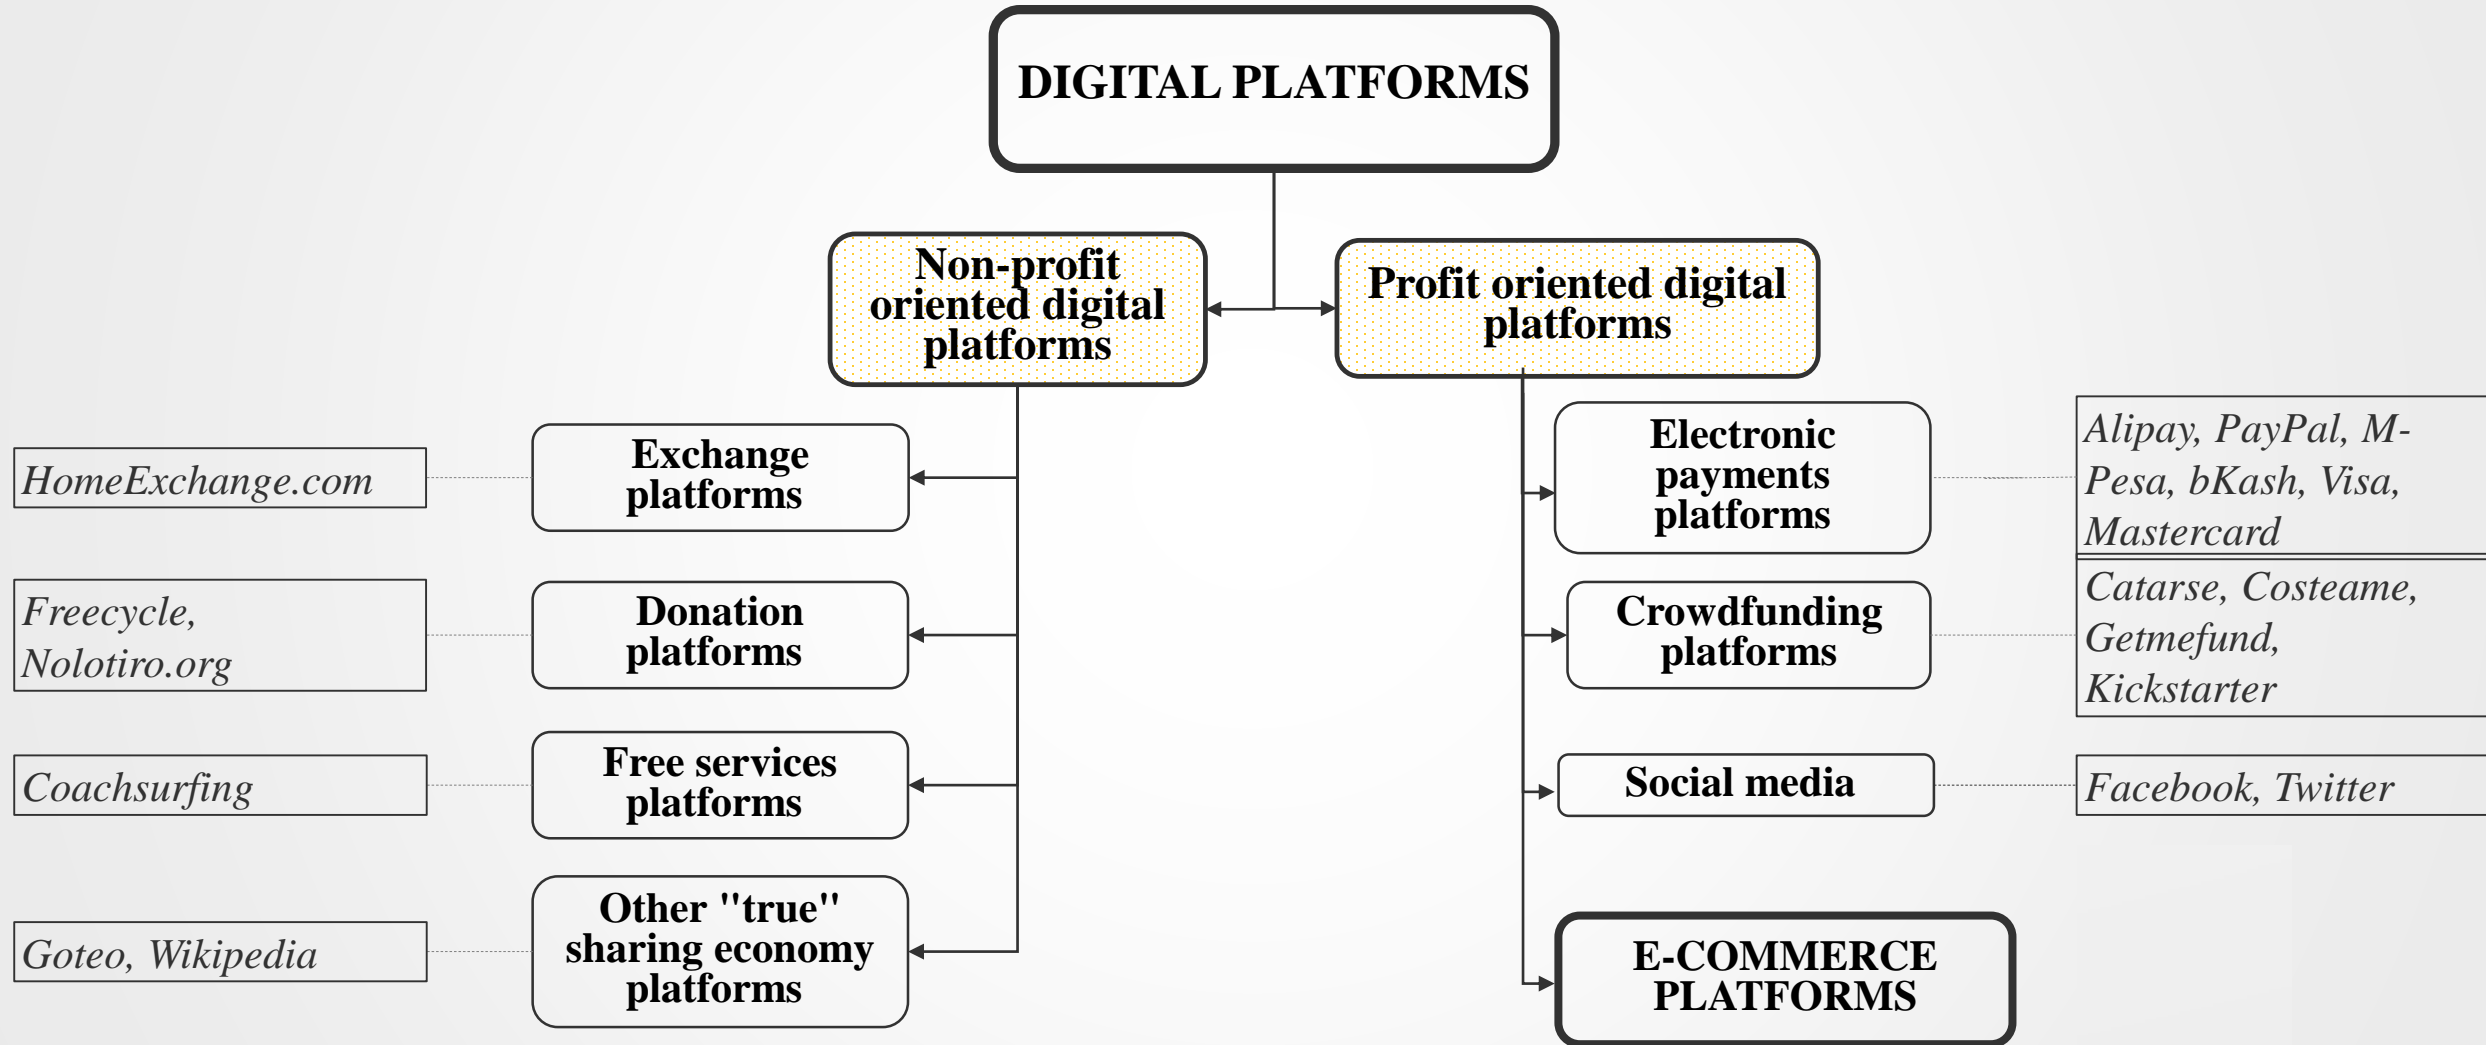 DIGITAL PLATFORMS
Non-profit
oriented digital
platforms
Profit oriented digital
platforms
HomeExchange.com
Exchange
platforms
Electronic
payments
platforms
Alipay, PayPal, M-
Pesa, bKash, Visa,
Mastercard
Freecycle,
Nolotiro.org
Donation
platforms
Crowdfunding
platforms
Catarse, Costeame,
Getmefund,
Kickstarter
Coachsurfing
Free services
platforms
Social media
Facebook, Twitter
Goteo, Wikipedia
Other "true"
sharing economy
platforms
E-COMMERCE
PLATFORMS